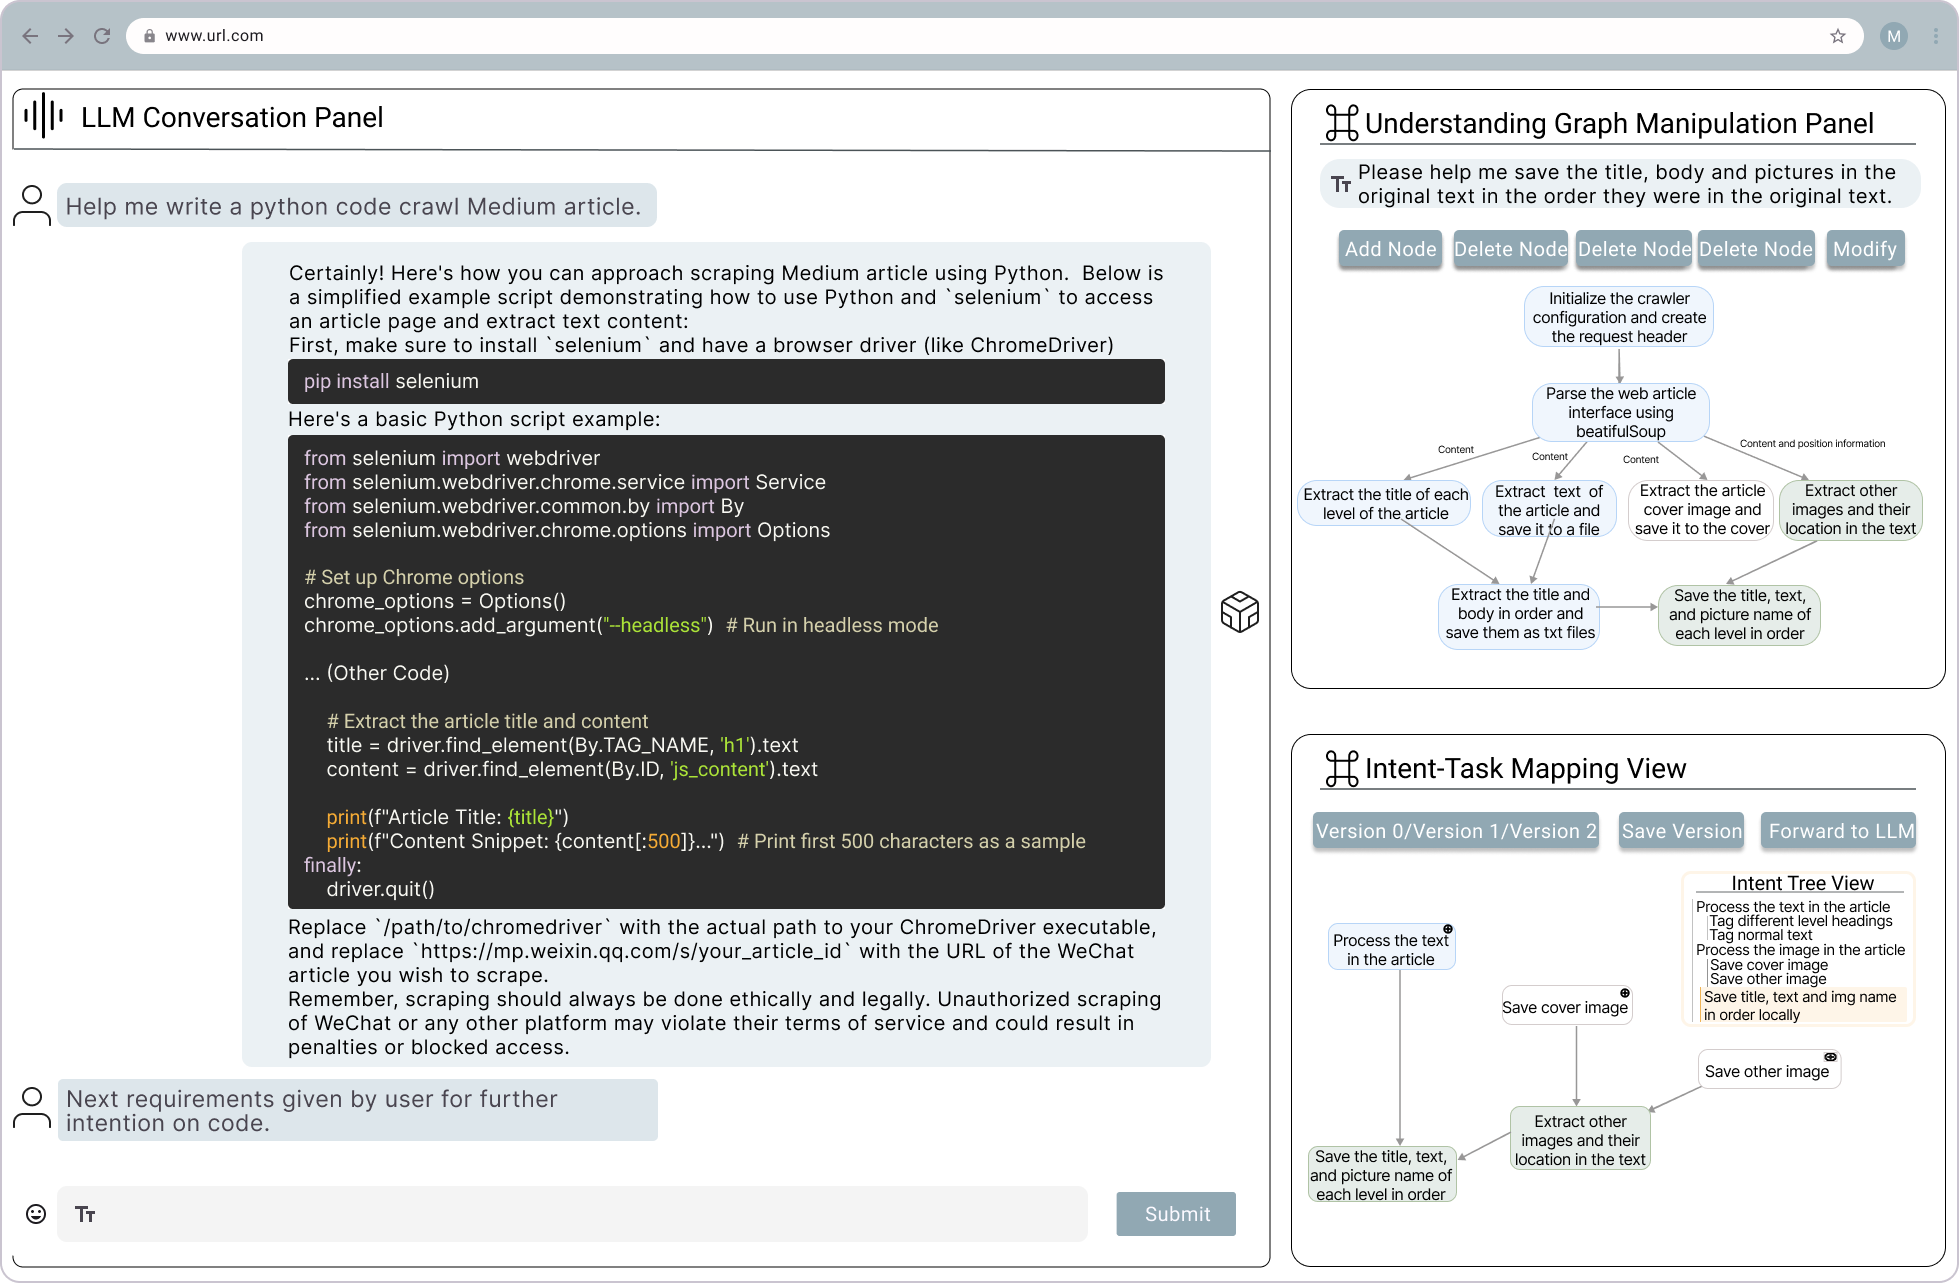 www.url.com
M
LLM Conversation Panel
Help me write a python code crawl Medium article.
Certainly! Here's how you can approach scraping Medium article using Python.  Below is
a simplified example script demonstrating how to use Python and `selenium` to access
an article page and extract text content:
First, make sure to install `selenium` and have a browser driver (like ChromeDriver)
pip install selenium
Here's a basic Python script example:
from selenium import webdriver
from selenium.webdriver.chrome.service import Service
from selenium.webdriver.common.by import By
from selenium.webdriver.chrome.options import Options
# Set up Chrome options
chrome_options = Options()
chrome_options.add_argument("--headless")  # Run in headless mode
... (Other Code)
# Extract the article title and content
title = driver.find_element(By.TAG_NAME, 'h1').text
content = driver.find_element(By.ID, 'js_content').text
print(f"Article Title: {title}")
print(f"Content Snippet: {content[:500]}...")  # Print first 500 characters as a sample
finally:
driver.quit()
Replace `/path/to/chromedriver` with the actual path to your ChromeDriver executable,
and replace `https://mp.weixin.qq.com/s/your_article_id` with the URL of the WeChat
article you wish to scrape.
Remember, scraping should always be done ethically and legally. Unauthorized scraping
of WeChat or any other platform may violate their terms of service and could result in
penalties or blocked access.
Next requirements given by user for further
intention on code.
Tт
Submit
Understanding Graph Manipulation Panel
Tт
Please help me save the title, body and pictures in the
original text in the order they were in the original text.
Add Node
Delete Node
Delete Node
Delete Node
Modify
Initialize the crawler
configuration and create
the request header
Parse the web article
interface using
beatifulSoup
Content
Content
Content
Content and position information
Extract the title of each
level of the article
Extract  text  of
the article and
save it to a file
Extract the article
cover image and
save it to the cover
Extract other
images and their
location in the text
Extract the title and
body in order and
save them as txt files
Save the title, text,
and picture name of
each level in order
Intent-Task Mapping View
Version 0/Version 1/Version 2
Save Version
Forward to LLM
Intent Tree View
Process the text in the article
Tag different level headings
Tag normal text
Process the image in the article
Save cover image
Save other image
Save title, text and img name
in order locally
Process the text
in the article
Save cover image
Save other image
Extract other
images and their
location in the text
Save the title, text,
and picture name of
each level in order